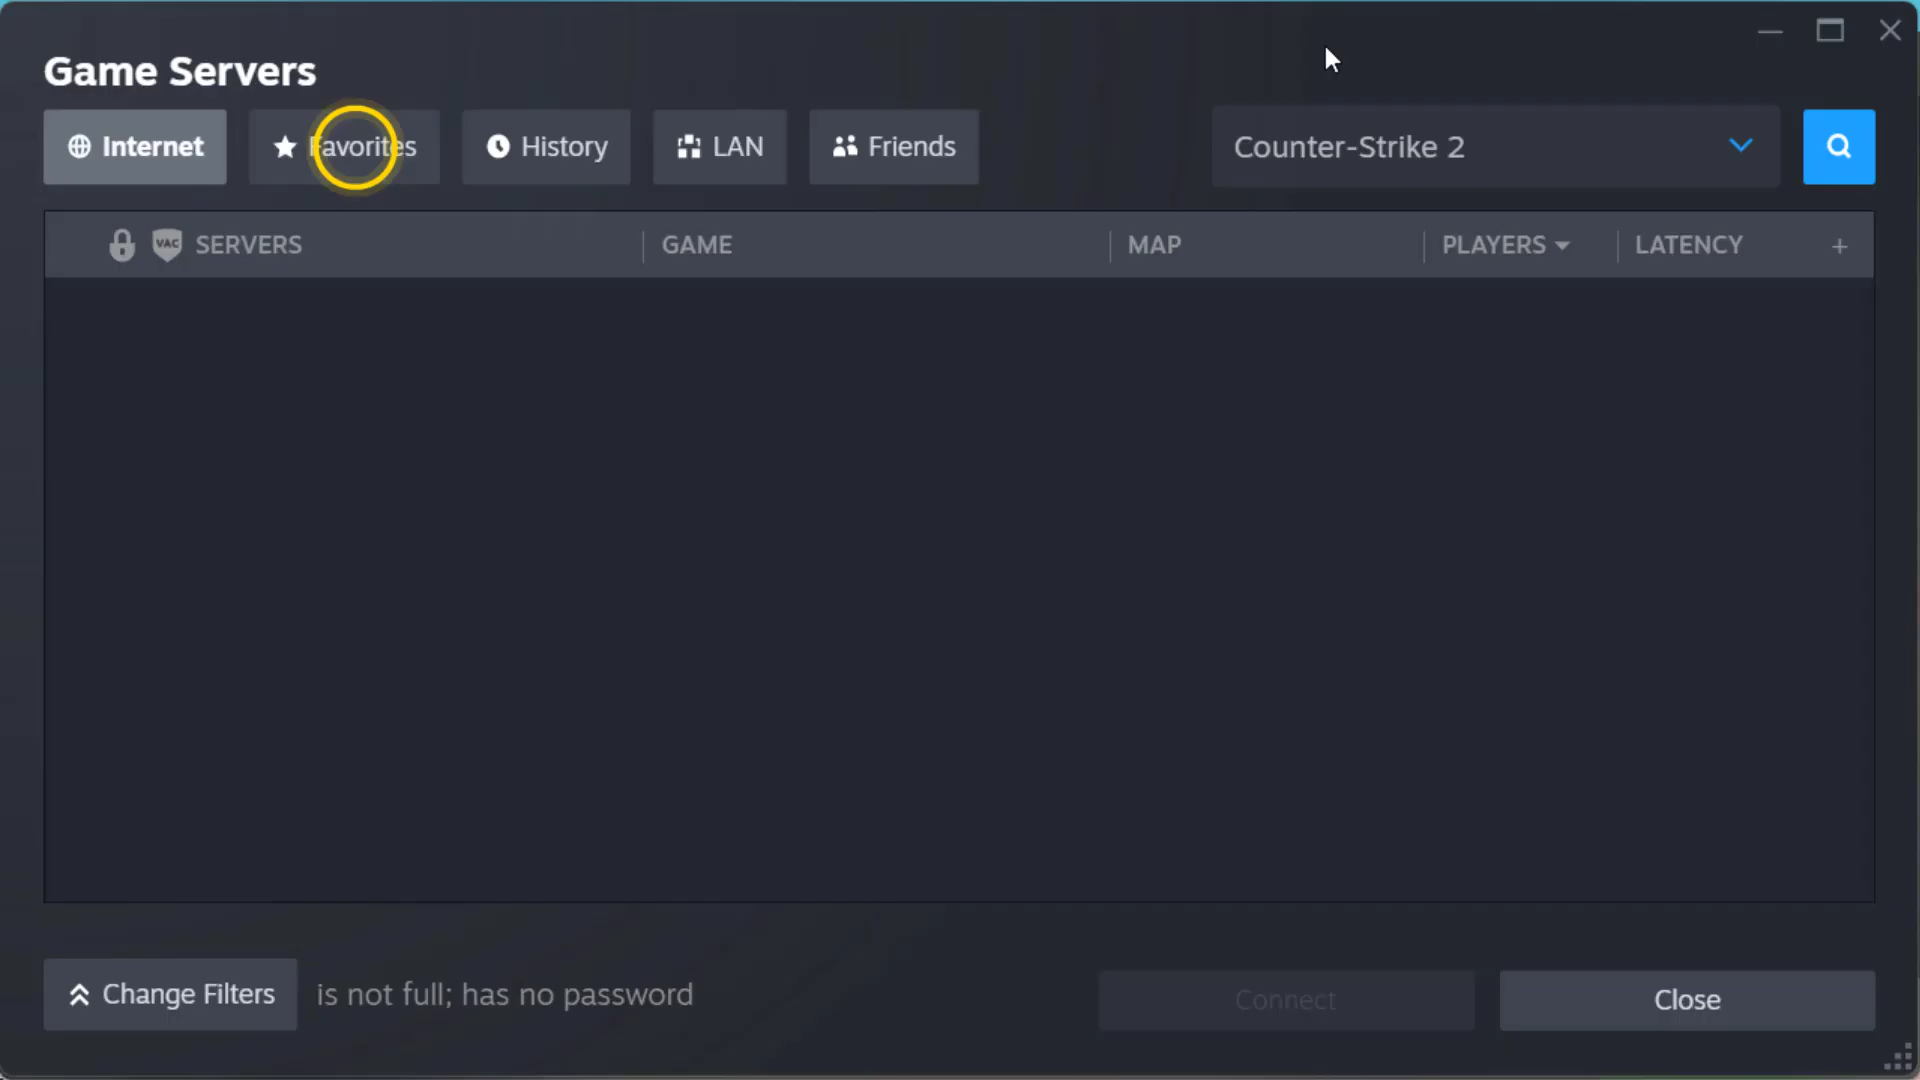 Game Servers
Internet
Favorites
History
LAN
Friends
Counter-Strike 2
VAC
SERVERS
GAME
MAP
PLAYERS
LATENCY
+
Change Filters
is not full; has no password
Connect
Close